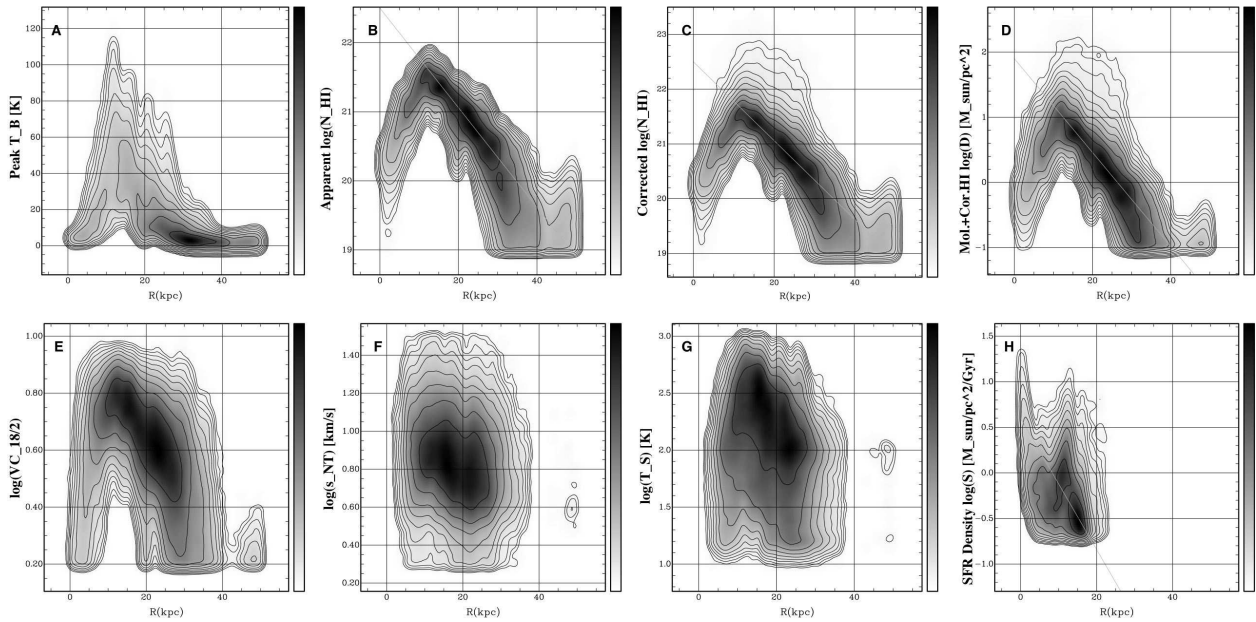 A
Peak T_B [K]
120
100
80
60
40
20
0
0 20 40
R(kpc)
B
Apparent log(N_HI)
22
21
20
19
0 20 40
R(kpc)
C
Corrected log(N_HI)
23
22
21
20
19
0 20 40
R(kpc)
D
Mol.+Cor.HI log(D) [M_sun/pc^2]
2
1
0
−1
0 20 40
R(kpc)
E
log(VC_18/2)
1.00
0.80
0.60
0.40
0.20
0 20 40
R(kpc)
F
log(s_NT) [km/s]
1.40
1.20
1.00
0.80
0.60
0.40
0.20
0 20 40
R(kpc)
G
log(T_S) [K]
3.0
2.5
2.0
1.5
1.0
0 20 40
R(kpc)
H
SFR Density log(S) [M_sun/pc^2/Gyr]
1.5
1.0
0.5
0.0
−0.5
−1.0
0 20 40
R(kpc)